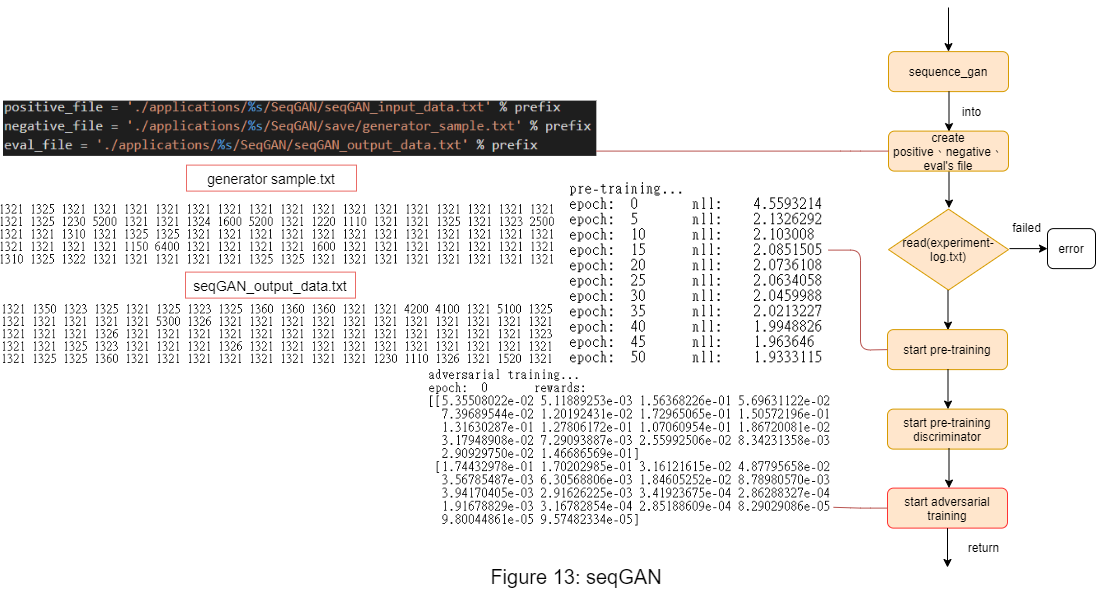 sequence_gan
into
positive_file = './applications/%s/SeqGAN/seqGAN_input_data.txt' % prefix
negative_file = './applications/%s/SeqGAN/save/generator_sample.txt' % prefix
eval_file = './applications/%s/SeqGAN/seqGAN_output_data.txt' % prefix
create
positive、negative、
eval's file
generator sample.txt
1321 1325 1321 1321 1321 1321 1321 1321 1321 1321 1321 1321 1321 1321 1321 1321 1321 1321
1321 1325 1230 5200 1321 1321 1324 1600 5200 1321 1220 1110 1321 1321 1325 1321 1323 2500
1321 1321 1310 1321 1325 1325 1321 1321 1321 1321 1321 1321 1321 1321 1321 1321 1321 1321
1321 1321 1321 1321 1150 6400 1321 1321 1321 1321 1600 1321 1321 1321 1321 1321 1321 1321
1310 1325 1322 1321 1321 1321 1321 1321 1325 1325 1321 1321 1321 1321 1321 1321 1321 1321
seqGAN_output_data.txt
1321 1350 1323 1325 1321 1325 1323 1325 1360 1360 1360 1321 1321 4200 4100 1321 5100 1325
1321 1321 1321 1321 1321 5300 1326 1321 1321 1321 1321 1321 1321 1321 1321 1321 1321 1321
1321 1321 1321 1326 1321 1321 1321 1321 1321 1321 1321 1321 1321 1321 1321 1321 1321 1323
1321 1321 1325 1323 1321 1321 1321 1326 1321 1321 1321 1321 1321 1321 1321 1321 1321 1321
1321 1325 1325 1360 1321 1321 1321 1321 1321 1321 1321 1321 1230 1110 1326 1321 1520 1321
pre-training...
epoch: 0 nll: 4.5593214
epoch: 5 nll: 2.1326292
epoch: 10 nll: 2.103008
epoch: 15 nll: 2.0851505
epoch: 20 nll: 2.0736108
epoch: 25 nll: 2.0634058
epoch: 30 nll: 2.0459988
epoch: 35 nll: 2.0213227
epoch: 40 nll: 1.9948826
epoch: 45 nll: 1.963646
epoch: 50 nll: 1.9333115
read(experiment-
log.txt)
failed
error
start pre-training
start pre-training
discriminator
adversarial training...
epoch: 0 rewards:
[[5.35508022e-02 5.11889253e-03 1.56368226e-01 5.69631122e-02
7.39689544e-02 1.20192431e-02 1.72965065e-01 1.50572196e-01
1.31630287e-01 1.27806172e-01 1.07060954e-01 1.86720081e-02
3.17948908e-02 7.29093887e-03 2.55992506e-02 8.34231358e-03
2.90929750e-02 1.46686569e-01]
[1.74432978e-01 1.70202985e-01 3.16121615e-02 4.87795658e-02
3.56785487e-03 6.30568806e-03 1.84605252e-02 8.78980570e-03
3.94170405e-03 2.91626225e-03 3.41923675e-04 2.86288327e-04
1.91678829e-03 3.16782854e-04 2.85188609e-04 8.29029086e-05
9.80044861e-05 9.57482334e-05]
start adversarial
training
return
Figure 13: seqGAN